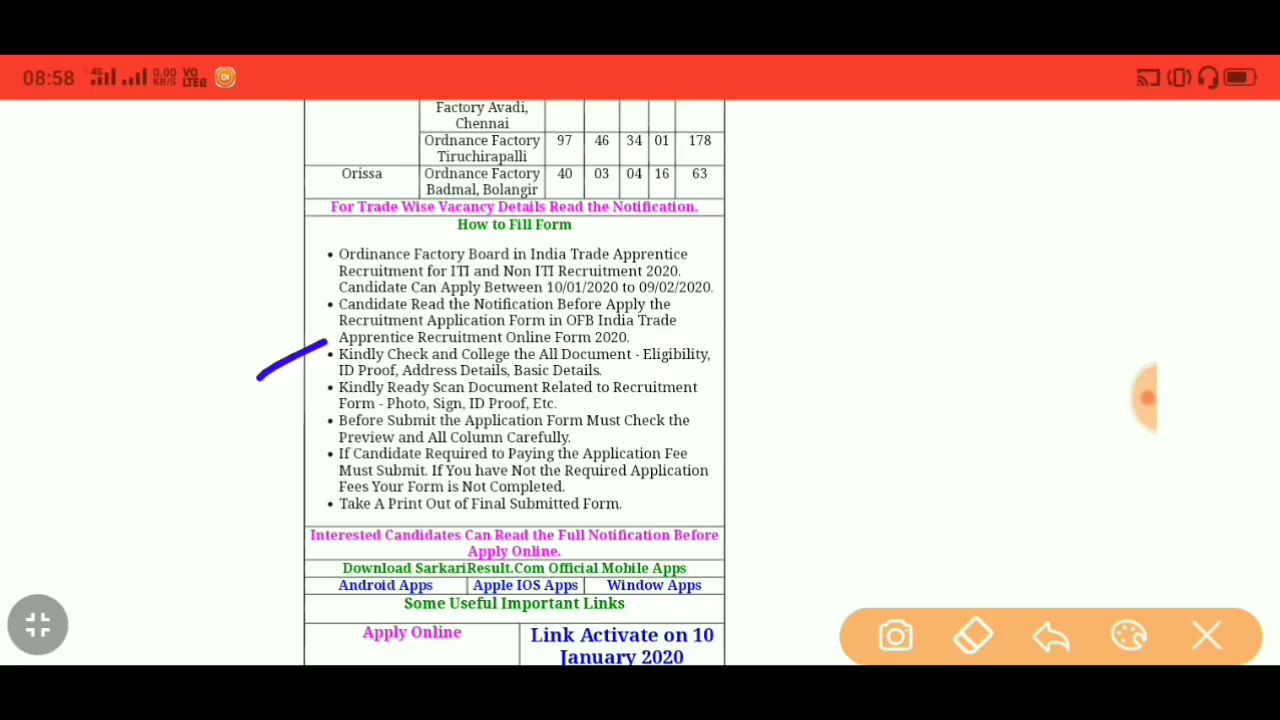 08:58 4G 0.00 KB/S VO LTE
Factory Avadi,
Chennai
Ordnance Factory 97 46 34 01 178
Tiruchirapalli
Orissa Ordnance Factory 40 03 04 16 63
Badmal, Bolangir
For Trade Wise Vacancy Details Read the Notification.
How to Fill Form
• Ordinance Factory Board in India Trade Apprentice
Recruitment for ITI and Non ITI Recruitment 2020.
Candidate Can Apply Between 10/01/2020 to 09/02/2020.
• Candidate Read the Notification Before Apply the
Recruitment Application Form in OFB India Trade
Apprentice Recruitment Online Form 2020.
• Kindly Check and College the All Document - Eligibility,
ID Proof, Address Details, Basic Details.
• Kindly Ready Scan Document Related to Recruitment
Form - Photo, Sign, ID Proof, Etc.
• Before Submit the Application Form Must Check the
Preview and All Column Carefully.
• If Candidate Required to Paying the Application Fee
Must Submit. If You have Not the Required Application
Fees Your Form is Not Completed.
• Take A Print Out of Final Submitted Form.
Interested Candidates Can Read the Full Notification Before
Apply Online.
Download SarkariResult.Com Official Mobile Apps
Android Apps Apple IOS Apps Window Apps
Some Useful Important Links
Apply Online Link Activate on 10
January 2020